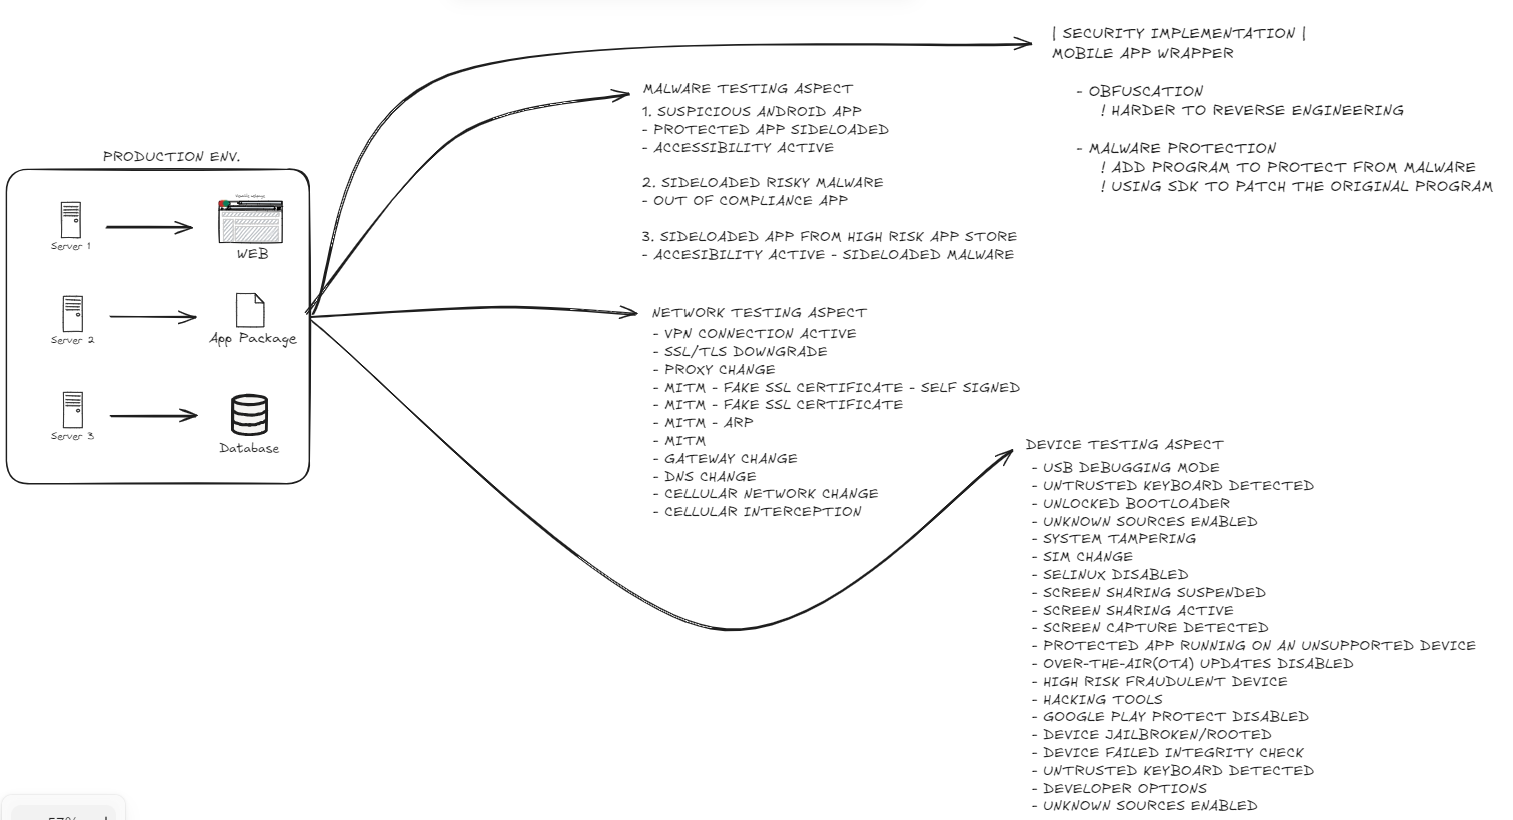 | SECURITY IMPLEMENTATION |
MOBILE APP WRAPPER
- OBFUSCATION
! HARDER TO REVERSE ENGINEERING
- MALWARE PROTECTION
! ADD PROGRAM TO PROTECT FROM MALWARE
! USING SDK TO PATCH THE ORIGINAL PROGRAM
MALWARE TESTING ASPECT
1. SUSPICIOUS ANDROID APP
- PROTECTED APP SIDELOADED
- ACCESSIBILITY ACTIVE
2. SIDELOADED RISKY MALWARE
- OUT OF COMPLIANCE APP
3. SIDELOADED APP FROM HIGH RISK APP STORE
- ACCESIBILITY ACTIVE - SIDELOADED MALWARE
PRODUCTION ENV.
Server 1
WEB
Server 2
App Package
Server 3
Database
NETWORK TESTING ASPECT
- VPN CONNECTION ACTIVE
- SSL/TLS DOWNGRADE
- PROXY CHANGE
- MITM - FAKE SSL CERTIFICATE - SELF SIGNED
- MITM - FAKE SSL CERTIFICATE
- MITM - ARP
- MITM
- GATEWAY CHANGE
- DNS CHANGE
- CELLULAR NETWORK CHANGE
- CELLULAR INTERCEPTION
DEVICE TESTING ASPECT
- USB DEBUGGING MODE
- UNTRUSTED KEYBOARD DETECTED
- UNLOCKED BOOTLOADER
- UNKNOWN SOURCES ENABLED
- SYSTEM TAMPERING
- SIM CHANGE
- SELINUX DISABLED
- SCREEN SHARING SUSPENDED
- SCREEN SHARING ACTIVE
- SCREEN CAPTURE DETECTED
- PROTECTED APP RUNNING ON AN UNSUPPORTED DEVICE
- OVER-THE-AIR(OTA) UPDATES DISABLED
- HIGH RISK FRAUDULENT DEVICE
- HACKING TOOLS
- GOOGLE PLAY PROTECT DISABLED
- DEVICE JAILBROKEN/ROOTED
- DEVICE FAILED INTEGRITY CHECK
- UNTRUSTED KEYBOARD DETECTED
- DEVELOPER OPTIONS
- UNKNOWN SOURCES ENABLED